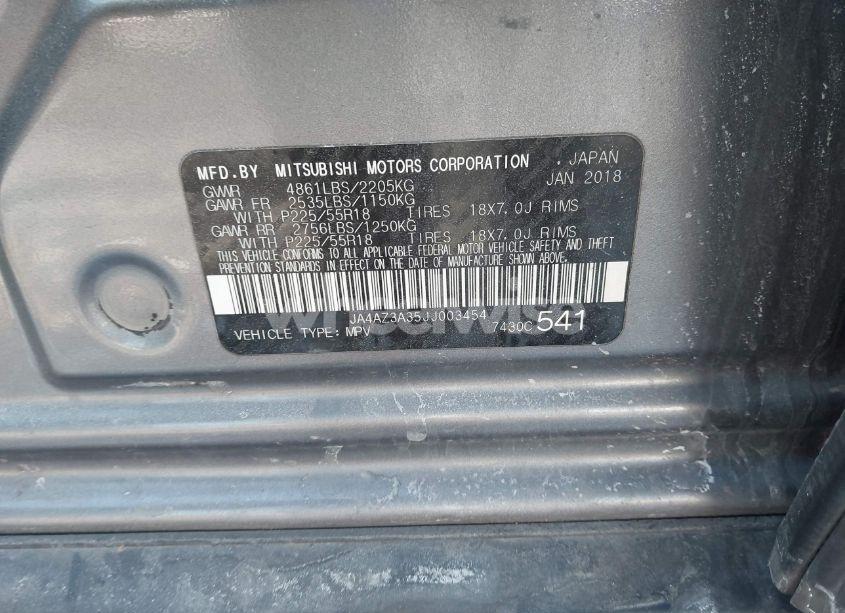 MFD.BY MITSUBISHI MOTORS CORPORATION . JAPAN
GVWR 4861LBS/2205KG JAN 2018
GAWR FR 2535LBS/1150KG
WITH P225/55R18 TIRES 18X7.0J RIMS
GAWR RR 2756LBS/1250KG
WITH P225/55R18 TIRES 18X7.0J RIMS
THIS VEHICLE CONFORMS TO ALL APPLICABLE FEDERAL MOTOR VEHICLE SAFETY AND THEFT
PREVENTION STANDARDS IN EFFECT ON THE DATE OF MANUFACTURE SHOWN ABOVE.
JA4AZ3A35JJ003454
VEHICLE TYPE: MPV 7430C 541